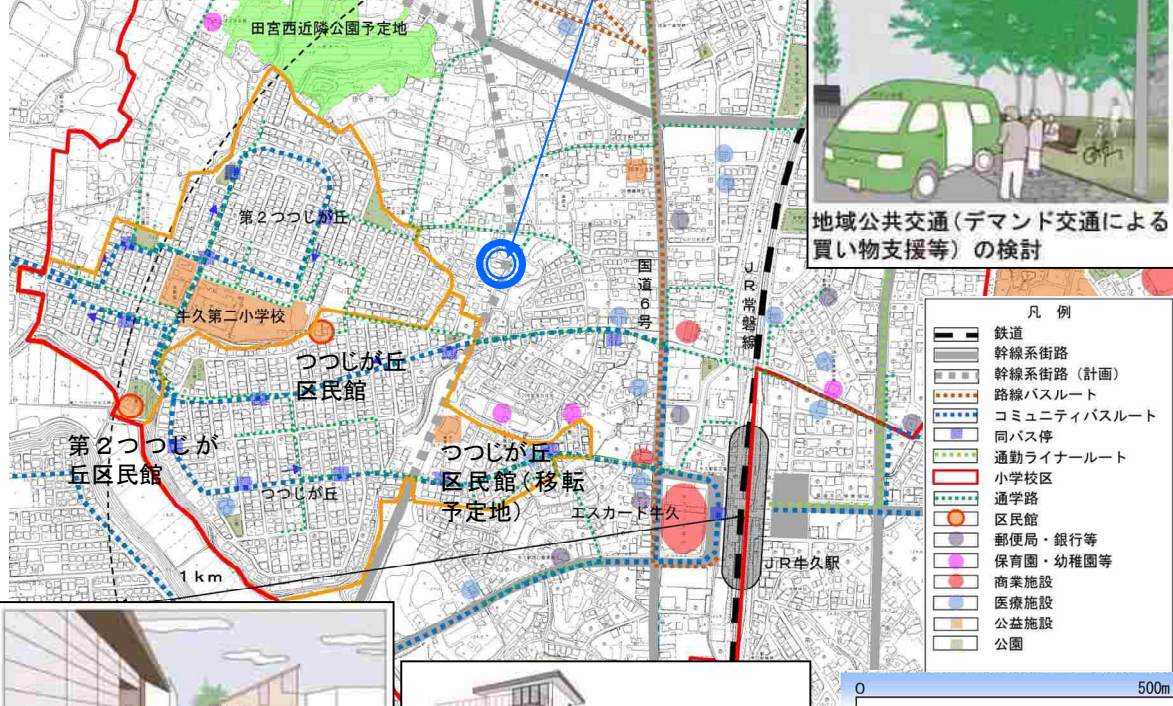 田宮西近隣公園予定地
第2つつじが丘
牛久第二小学校
つつじが丘
区民館
第2つつじが
丘区民館
つつじが丘
つつじが丘
区民館(移転
予定地)
エスカード牛久
国道6号
JR常磐線
JR牛久駅
1km
地域公共交通(デマンド交通による
買い物支援等)の検討
凡 例
鉄道
幹線系街路
幹線系街路(計画)
路線バスルート
コミュニティバスルート
同バス停
通勤ライナールート
小学校区
通学路
区民館
郵便局・銀行等
保育園・幼稚園等
商業施設
医療施設
公益施設
公園
0
500m